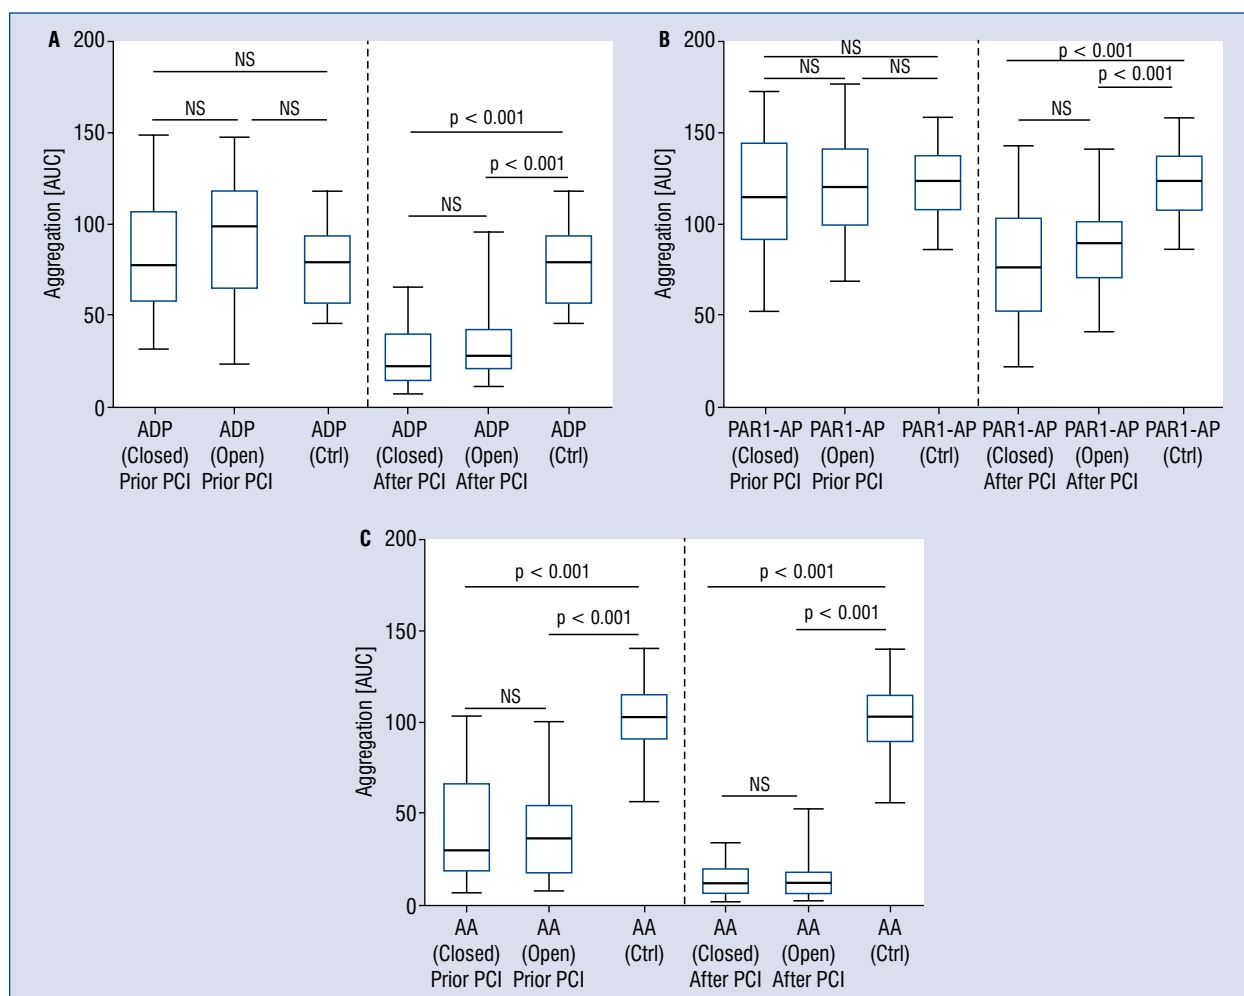 A
200
150
100
50
0
Aggregation [AUC]
NS
NS
NS
p < 0.001
p < 0.001
NS
ADP
(Closed)
Prior PCI
ADP
(Open)
Prior PCI
ADP
(Ctrl)
ADP
(Closed)
After PCI
ADP
(Open)
After PCI
ADP
(Ctrl)
B
200
150
100
50
0
Aggregation [AUC]
NS
NS
NS
p < 0.001
p < 0.001
NS
PAR1-AP
(Closed)
Prior PCI
PAR1-AP
(Open)
Prior PCI
PAR1-AP
(Ctrl)
PAR1-AP
(Closed)
After PCI
PAR1-AP
(Open)
After PCI
PAR1-AP
(Ctrl)
C
200
150
100
50
0
Aggregation [AUC]
p < 0.001
p < 0.001
NS
p < 0.001
p < 0.001
NS
AA
(Closed)
Prior PCI
AA
(Open)
Prior PCI
AA
(Ctrl)
AA
(Closed)
After PCI
AA
(Open)
After PCI
AA
(Ctrl)